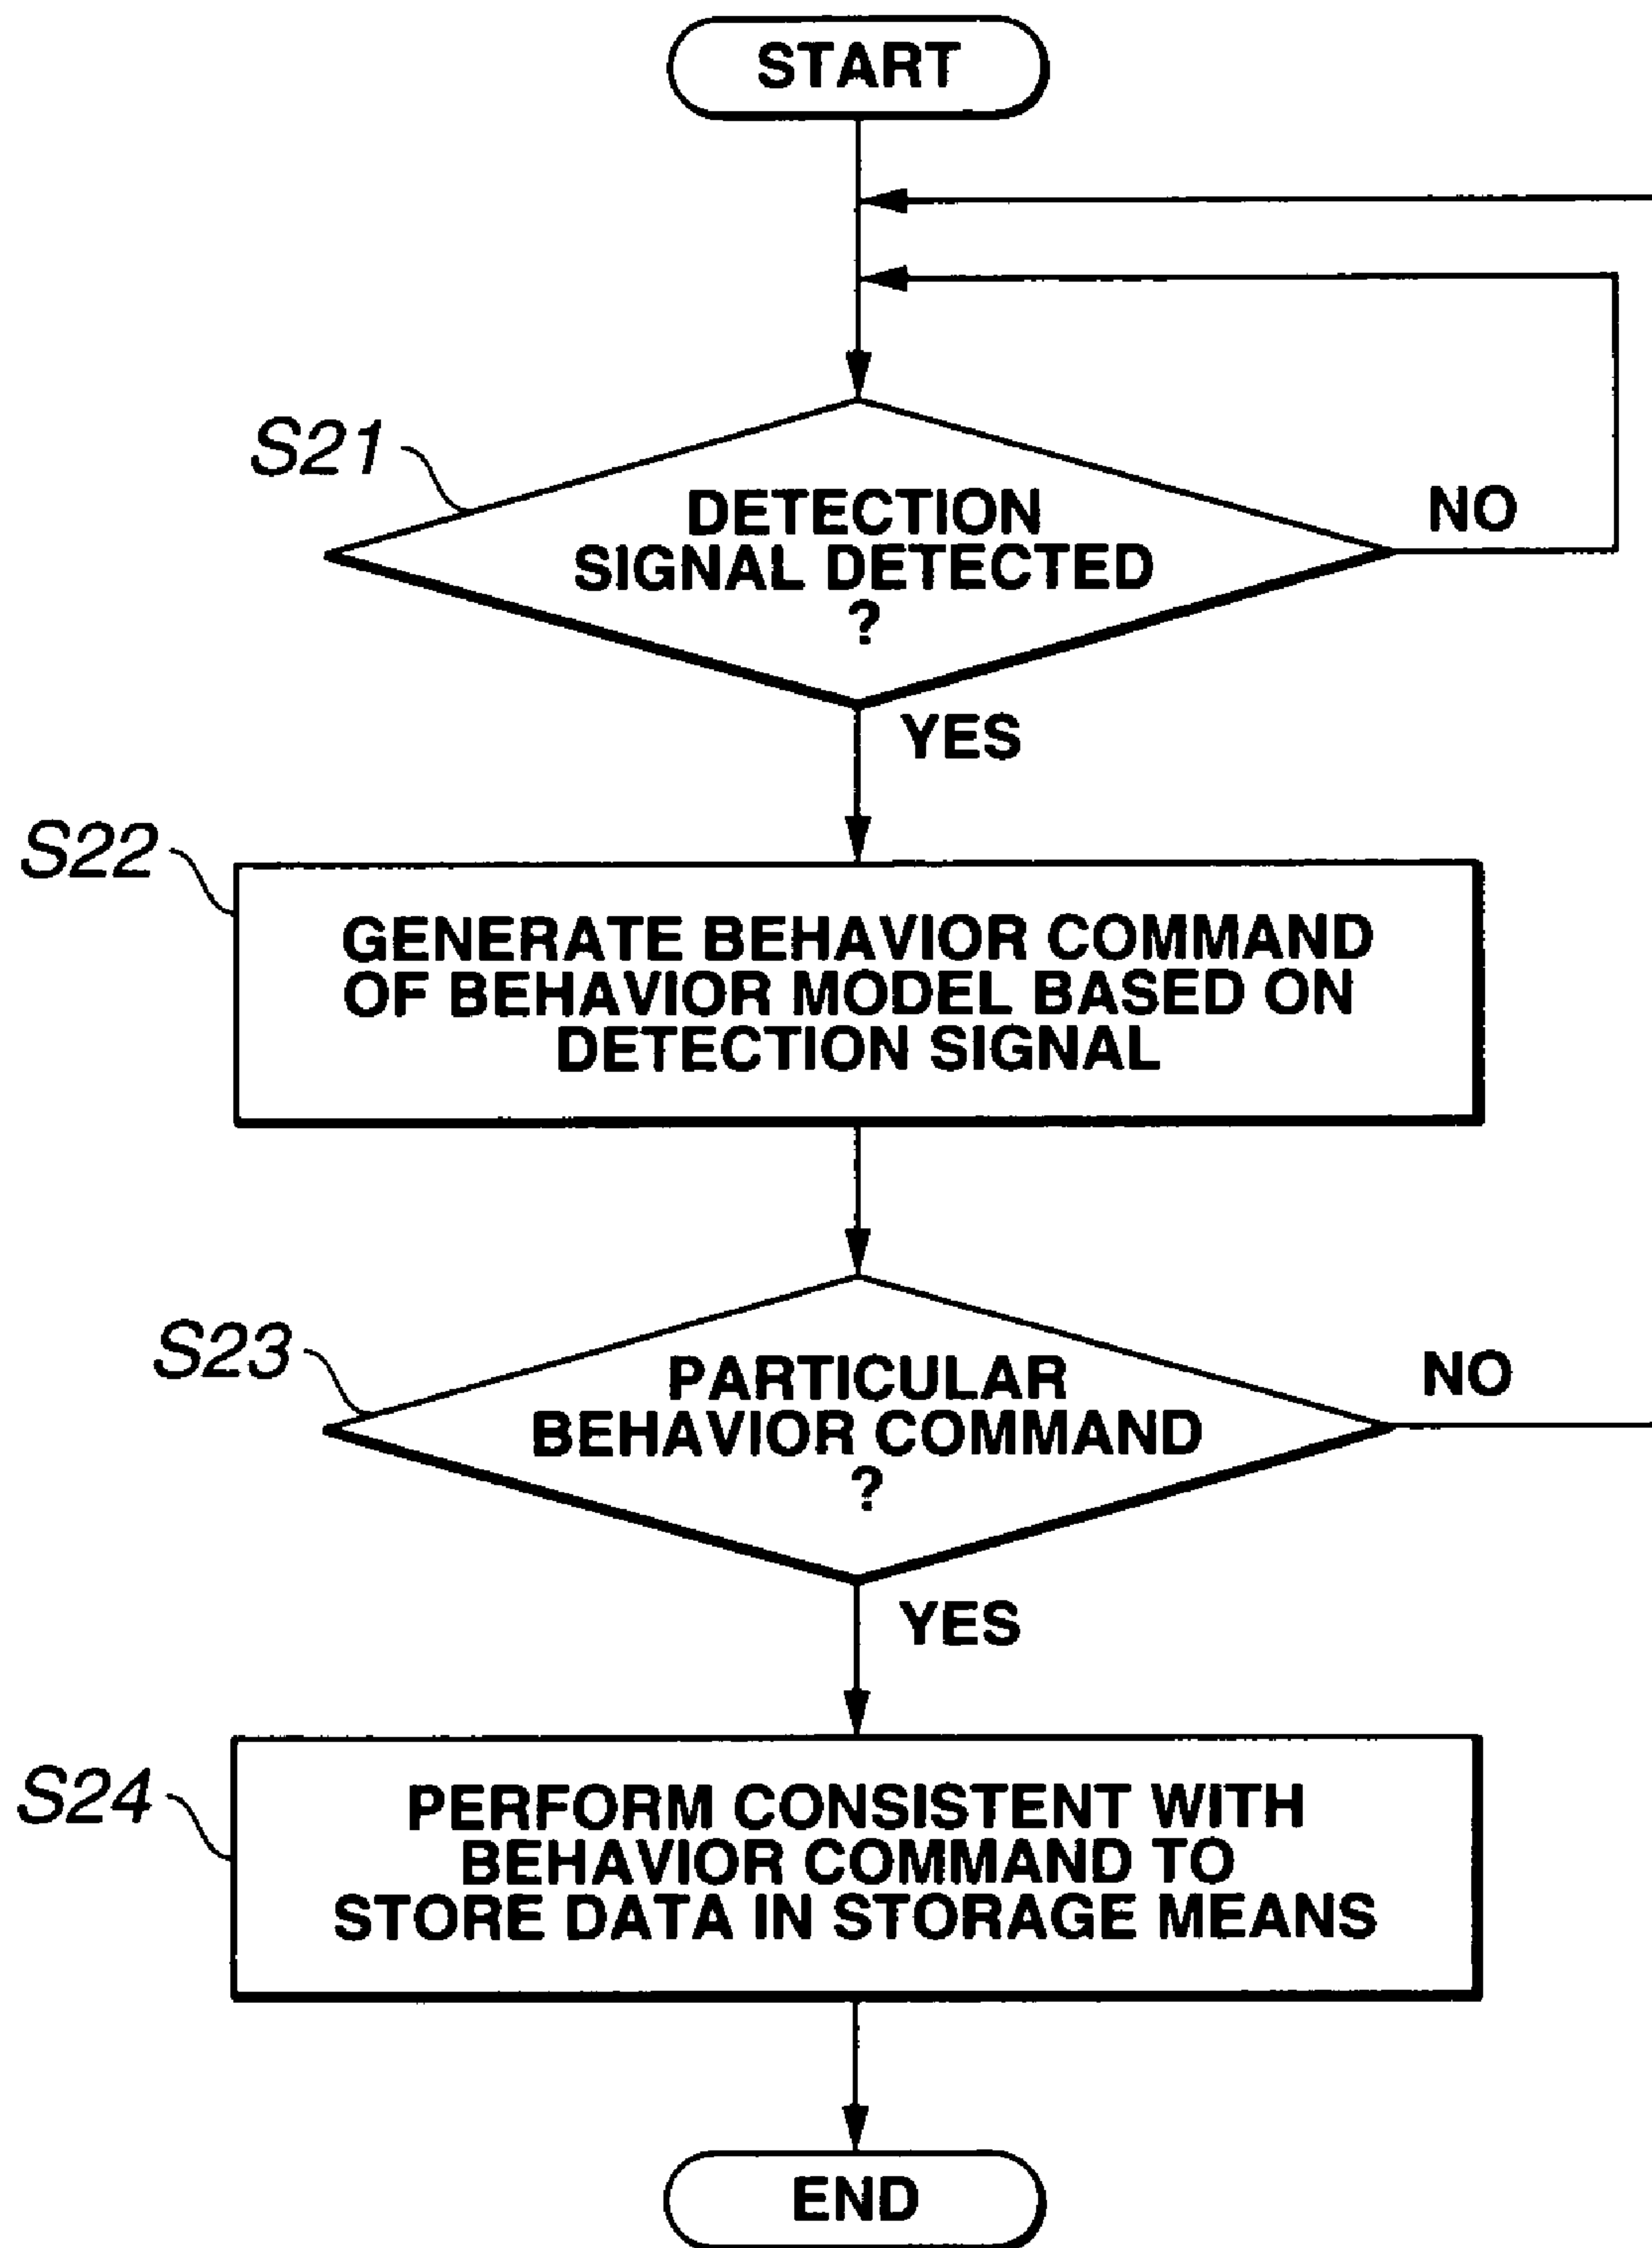 START
S21
DETECTION
SIGNAL DETECTED
?
NO
YES
S22
GENERATE BEHAVIOR COMMAND
OF BEHAVIOR MODEL BASED ON
DETECTION SIGNAL
S23
PARTICULAR
BEHAVIOR COMMAND
?
NO
YES
S24
PERFORM CONSISTENT WITH
BEHAVIOR COMMAND TO
STORE DATA IN STORAGE MEANS
END